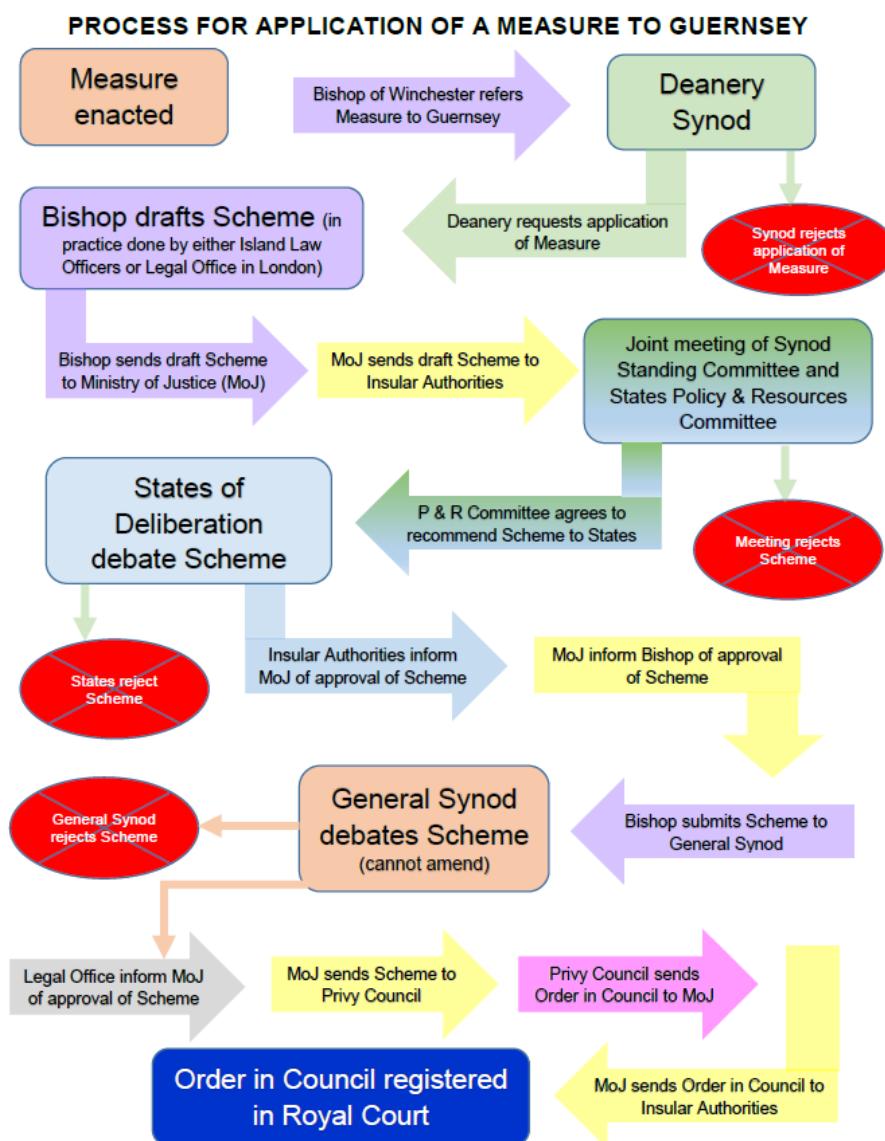 PROCESS FOR APPLICATION OF A MEASURE TO GUERNSEY
Measure
enacted
Bishop of Winchester refers
Measure to Guernsey
Deanery
Synod
Bishop drafts Scheme (in
practice done by either Island Law
Officers or Legal Office in London)
Deanery requests application
of Measure
Synod rejects
application of
Measure
Bishop sends draft Scheme
to Ministry of Justice (MoJ)
MoJ sends draft Scheme to
Insular Authorities
Joint meeting of Synod
Standing Committee and
States Policy & Resources
Committee
States of
Deliberation
debate Scheme
P & R Committee agrees to
recommend Scheme to States
Meeting rejects
Scheme
States reject
Scheme
Insular Authorities inform
MoJ of approval of Scheme
MoJ inform Bishop of approval
of Scheme
General Synod
rejects Scheme
General Synod
debates Scheme
(cannot amend)
Bishop submits Scheme to
General Synod
Legal Office inform MoJ
of approval of Scheme
MoJ sends Scheme to
Privy Council
Privy Council sends
Order in Council to MoJ
Order in Council registered
in Royal Court
MoJ sends Order in Council to
Insular Authorities